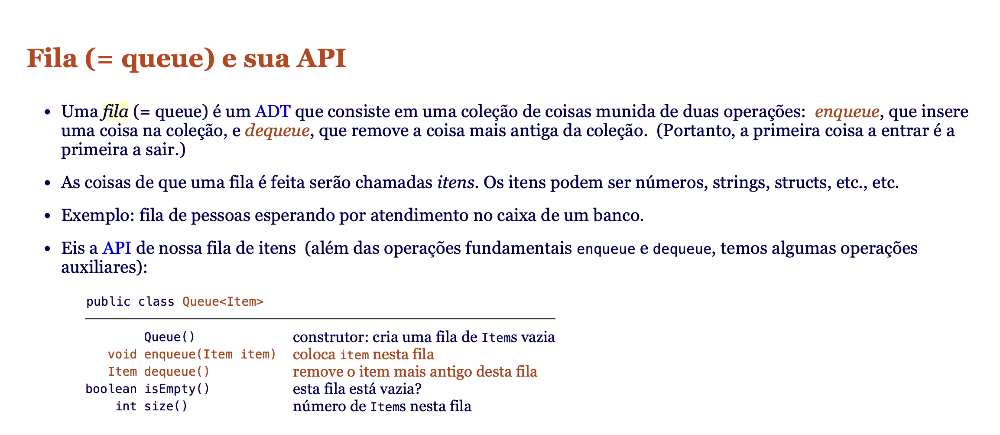 Fila (= queue) e sua API
• Uma fila (= queue) é um ADT que consiste em uma coleção de coisas munida de duas operações:  enqueue, que insere
uma coisa na coleção, e dequeue, que remove a coisa mais antiga da coleção.  (Portanto, a primeira coisa a entrar é a
primeira a sair.)
• As coisas de que uma fila é feita serão chamadas itens. Os itens podem ser números, strings, structs, etc., etc.
• Exemplo: fila de pessoas esperando por atendimento no caixa de um banco.
• Eis a API de nossa fila de itens  (além das operações fundamentais enqueue e dequeue, temos algumas operações
auxiliares):
public class Queue<Item>
Queue() construtor: cria uma fila de Items vazia
void enqueue(Item item) coloca item nesta fila
Item dequeue() remove o item mais antigo desta fila
boolean isEmpty() esta fila está vazia?
int size() número de Items nesta fila